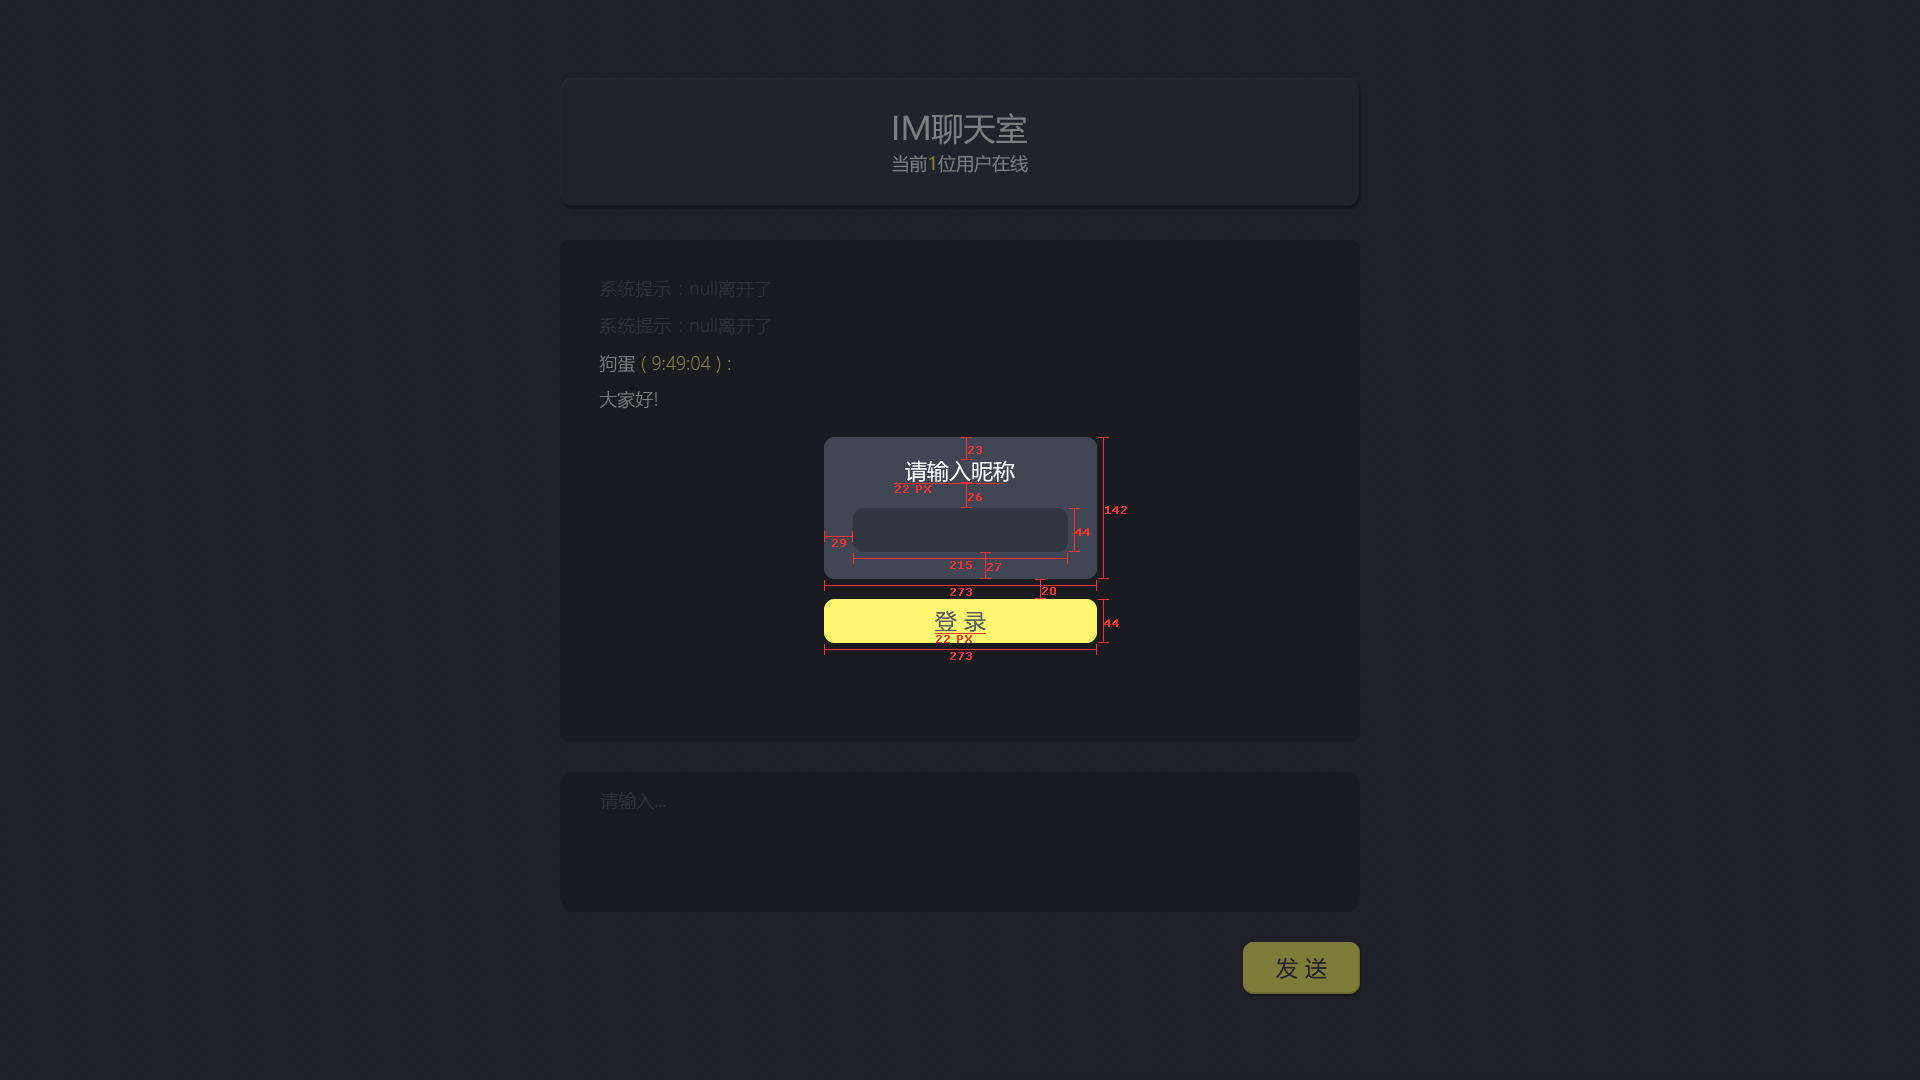 IM聊天室
当前1位用户在线
系统提示：null离开了
系统提示：null离开了
狗蛋 ( 9:49:04 ) :
大家好!
23
请输入昵称
22 PX
26
142
44
29
215
27
273
20
登 录
44
22 PX
273
请输入...
发 送